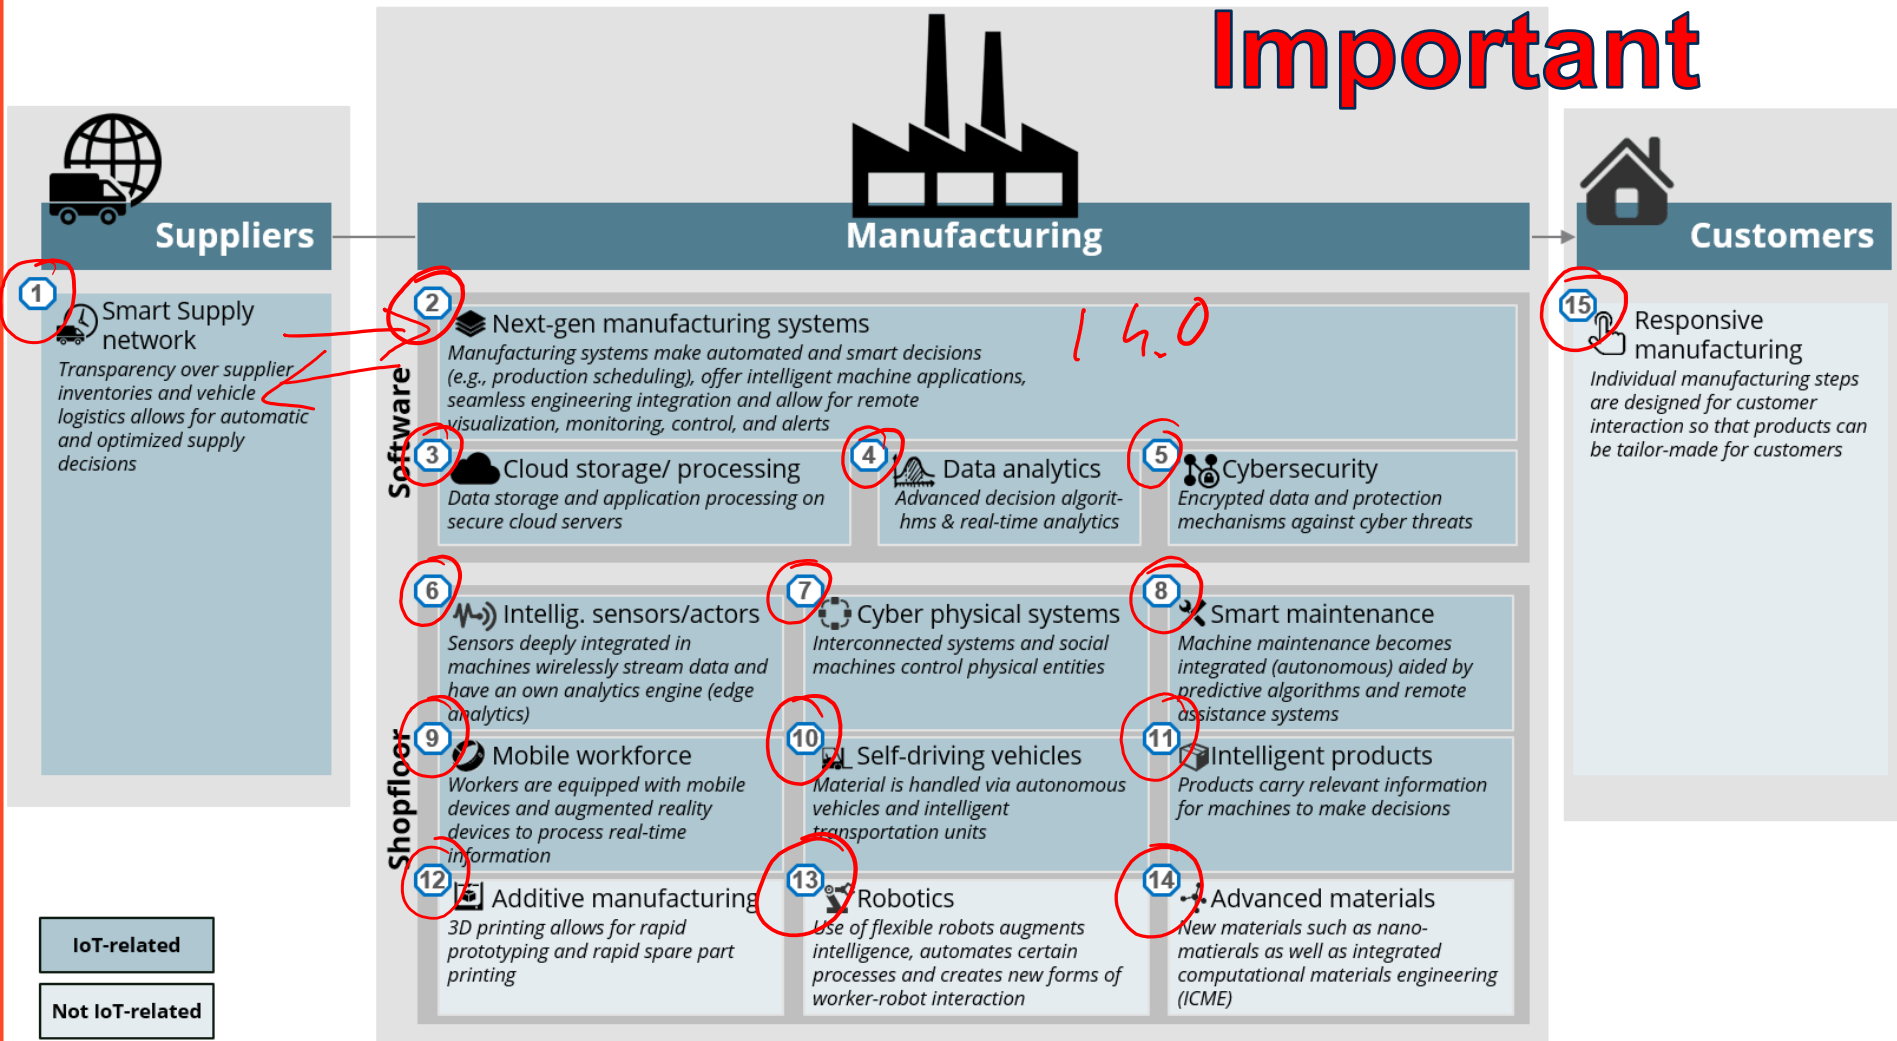 Important
Suppliers
Manufacturing
Customers
1
Smart Supply
network
Transparency over supplier
inventories and vehicle
logistics allows for automatic
and optimized supply
decisions
Software
2
Next-gen manufacturing systems
I 4.0
Manufacturing systems make automated and smart decisions
(e.g., production scheduling), offer intelligent machine applications,
seamless engineering integration and allow for remote
visualization, monitoring, control, and alerts
3
Cloud storage/ processing
Data storage and application processing on
secure cloud servers
4
Data analytics
Advanced decision algorit-
hms & real-time analytics
5
Cybersecurity
Encrypted data and protection
mechanisms against cyber threats
Shopfloor
6
Intellig. sensors/actors
Sensors deeply integrated in
machines wirelessly stream data and
have an own analytics engine (edge
analytics)
7
Cyber physical systems
Interconnected systems and social
machines control physical entities
8
Smart maintenance
Machine maintenance becomes
integrated (autonomous) aided by
predictive algorithms and remote
assistance systems
9
Mobile workforce
Workers are equipped with mobile
devices and augmented reality
devices to process real-time
information
10
Self-driving vehicles
Material is handled via autonomous
vehicles and intelligent
transportation units
11
Intelligent products
Products carry relevant information
for machines to make decisions
12
Additive manufacturing
3D printing allows for rapid
prototyping and rapid spare part
printing
13
Robotics
Use of flexible robots augments
intelligence, automates certain
processes and creates new forms of
worker-robot interaction
14
Advanced materials
New materials such as nano-
matierals as well as integrated
computational materials engineering
(ICME)
15
Responsive
manufacturing
Individual manufacturing steps
are designed for customer
interaction so that products can
be tailor-made for customers
IoT-related
Not IoT-related